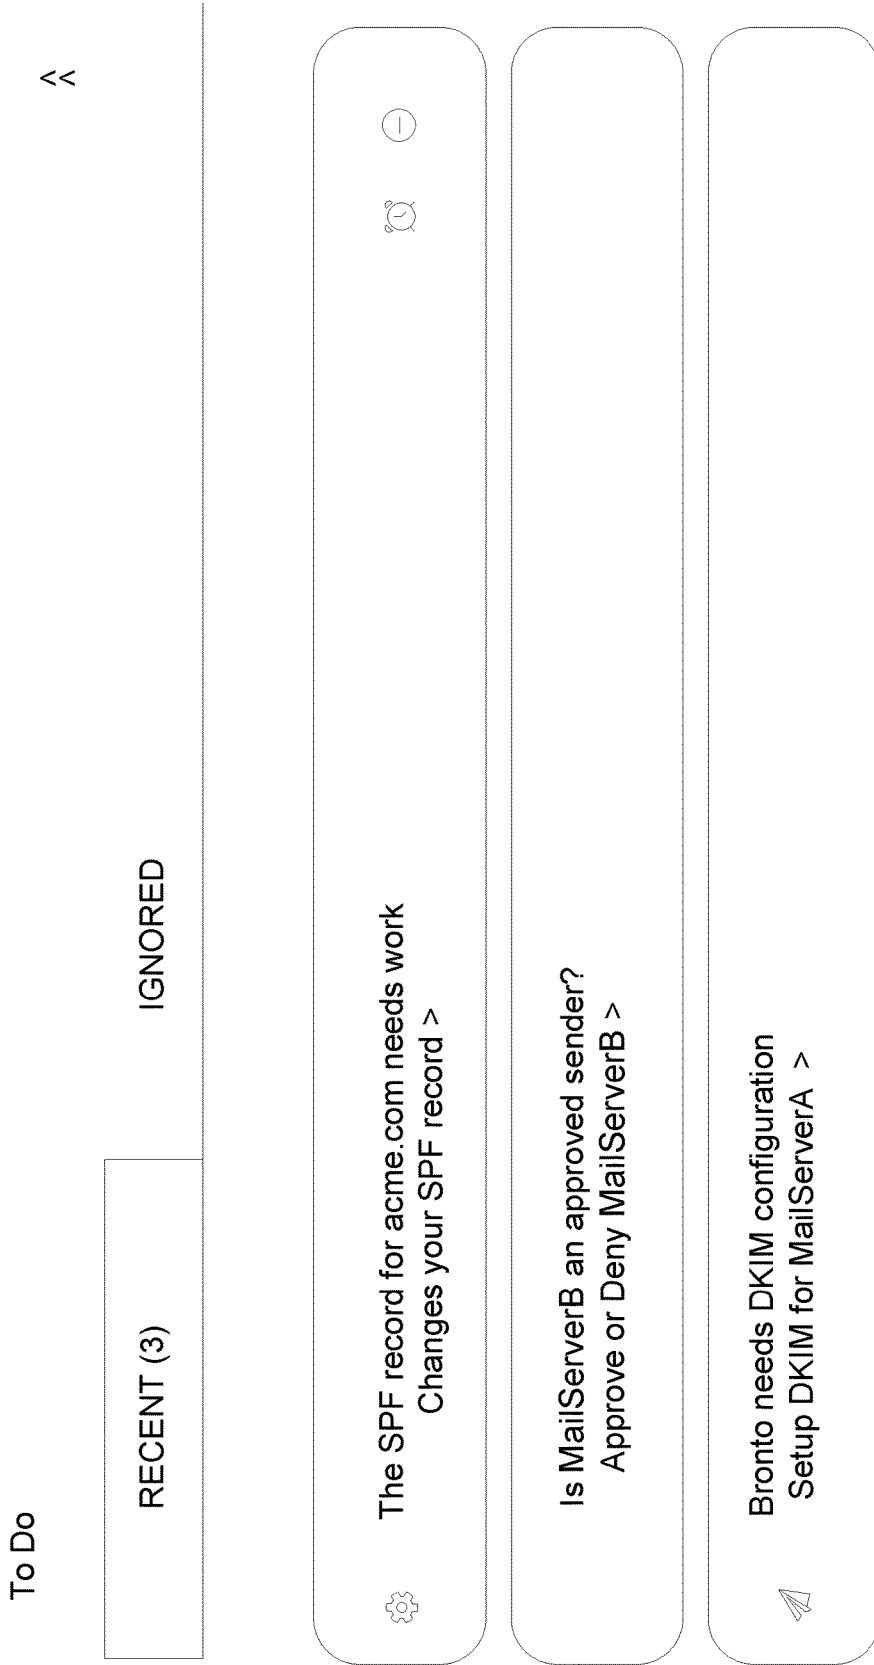 To Do
<<
RECENT (3)
IGNORED
The SPF record for acme.com needs work
Changes your SPF record >
Is MailServerB an approved sender?
Approve or Deny MailServerB >
Bronto needs DKIM configuration
Setup DKIM for MailServerA >